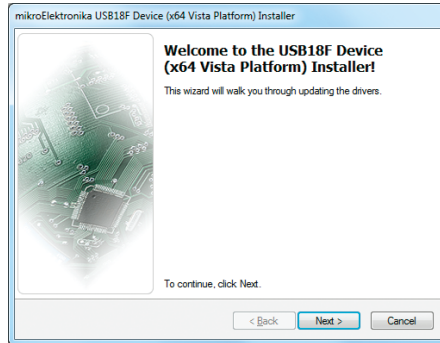 mikroElektronika USB18F Device (x64 Vista Platform) Installer
Welcome to the USB18F Device
(x64 Vista Platform) Installer!
This wizard will walk you through updating the drivers.
To continue, click Next.
< Back Next > Cancel